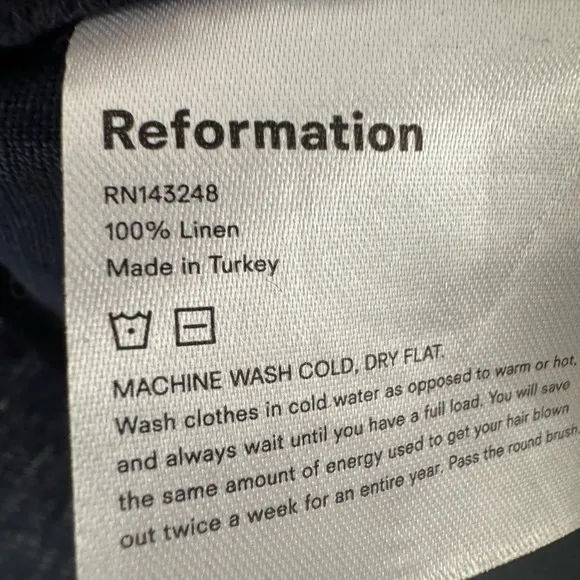 Reformation
RN143248
100% Linen
Made in Turkey
MACHINE WASH COLD, DRY FLAT.
Wash clothes in cold water as opposed to warm or hot,
and always wait until you have a full load. You will save
the same amount of energy used to get your hair blown
out twice a week for an entire year. Pass the round brush.